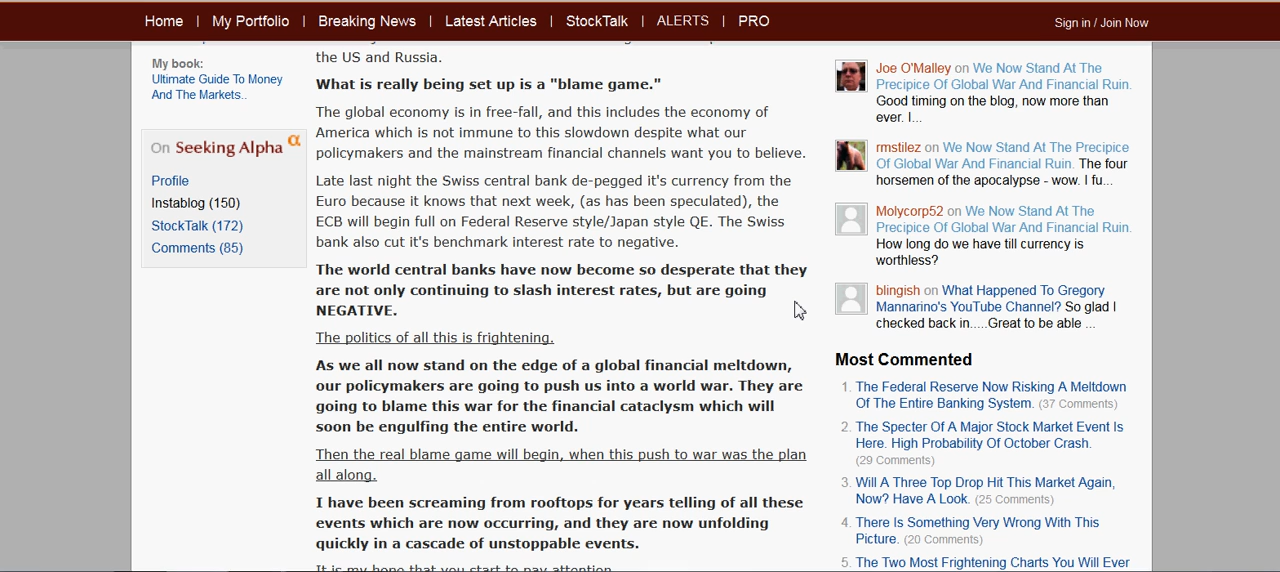 Home | My Portfolio | Breaking News | Latest Articles | StockTalk | ALERTS | PRO
Sign in / Join Now
My book:
Ultimate Guide To Money
And The Markets..
On Seeking Alpha α
Profile
Instablog (150)
StockTalk (172)
Comments (85)
the US and Russia.
What is really being set up is a "blame game."
The global economy is in free-fall, and this includes the economy of
America which is not immune to this slowdown despite what our
policymakers and the mainstream financial channels want you to believe.
Late last night the Swiss central bank de-pegged it's currency from the
Euro because it knows that next week, (as has been speculated), the
ECB will begin full on Federal Reserve style/Japan style QE. The Swiss
bank also cut it's benchmark interest rate to negative.
The world central banks have now become so desperate that they
are not only continuing to slash interest rates, but are going
NEGATIVE.
The politics of all this is frightening.
As we all now stand on the edge of a global financial meltdown,
our policymakers are going to push us into a world war. They are
going to blame this war for the financial cataclysm which will
soon be engulfing the entire world.
Then the real blame game will begin, when this push to war was the plan
all along.
I have been screaming from rooftops for years telling of all these
events which are now occurring, and they are now unfolding
quickly in a cascade of unstoppable events.
It is my hope that you start to pay attention
Joe O'Malley on We Now Stand At The
Precipice Of Global War And Financial Ruin.
Good timing on the blog, now more than
ever. I...
rmstilez on We Now Stand At The Precipice
Of Global War And Financial Ruin. The four
horsemen of the apocalypse - wow. I fu...
Molycorp52 on We Now Stand At The
Precipice Of Global War And Financial Ruin.
How long do we have till currency is
worthless?
blingish on What Happened To Gregory
Mannarino's YouTube Channel? So glad I
checked back in.....Great to be able ...
Most Commented
1. The Federal Reserve Now Risking A Meltdown
Of The Entire Banking System. (37 Comments)
2. The Specter Of A Major Stock Market Event Is
Here. High Probability Of October Crash.
(29 Comments)
3. Will A Three Top Drop Hit This Market Again,
Now? Have A Look. (25 Comments)
4. There Is Something Very Wrong With This
Picture. (20 Comments)
5. The Two Most Frightening Charts You Will Ever